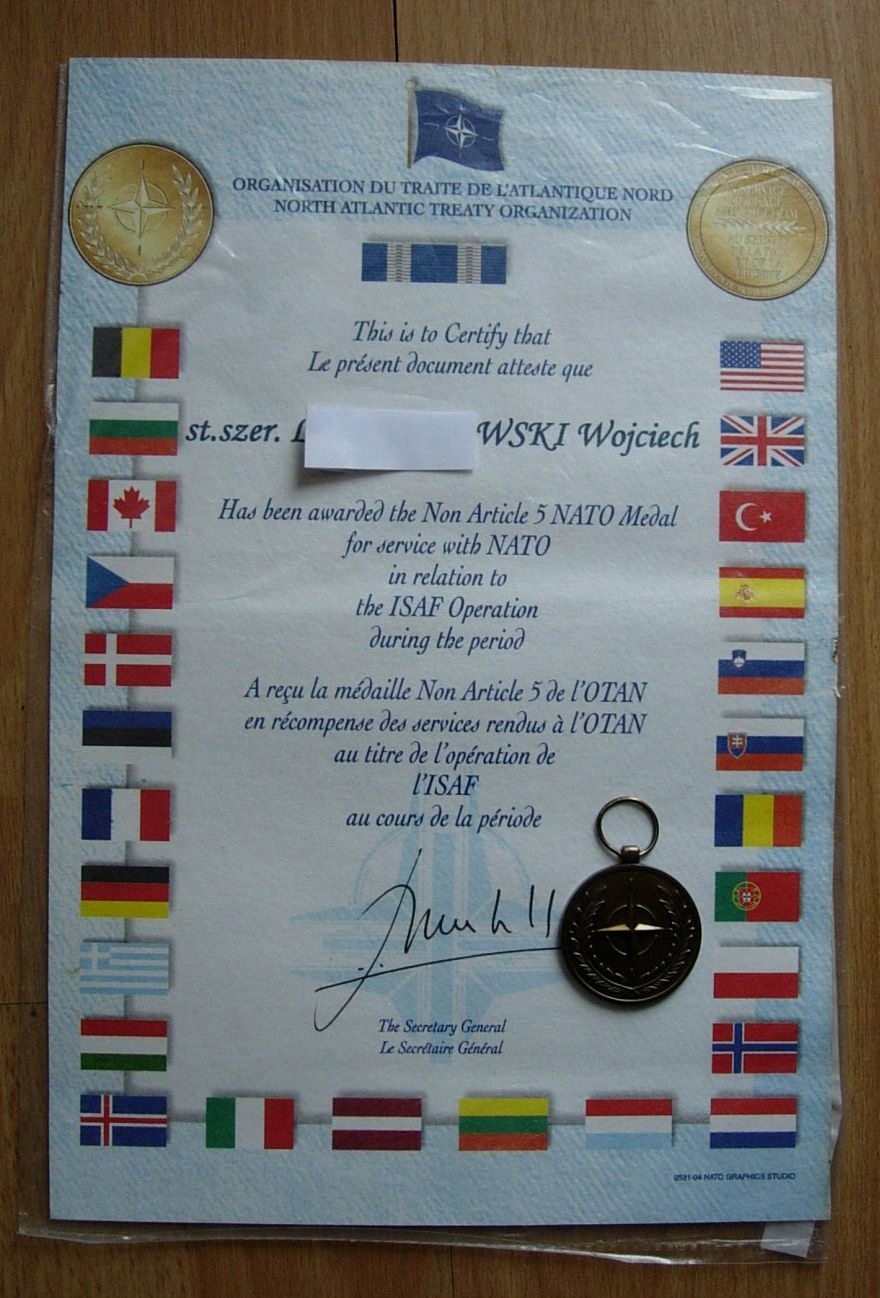 ORGANISATION DU TRAITE DE L'ATLANTIQUE NORD
NORTH ATLANTIC TREATY ORGANIZATION
This is to Certify that
Le présent document atteste que
st.szer. L WSKI Wojciech
Has been awarded the Non Article 5 NATO Medal
for service with NATO
in relation to
the ISAF Operation
during the period
A reçu la médaille Non Article 5 de l'OTAN
en récompense des services rendus à l'OTAN
au titre de l'opération de
l'ISAF
au cours de la période
The Secretary General
Le Secrétaire Général
0531-04 NATO GRAPHICS STUDIO